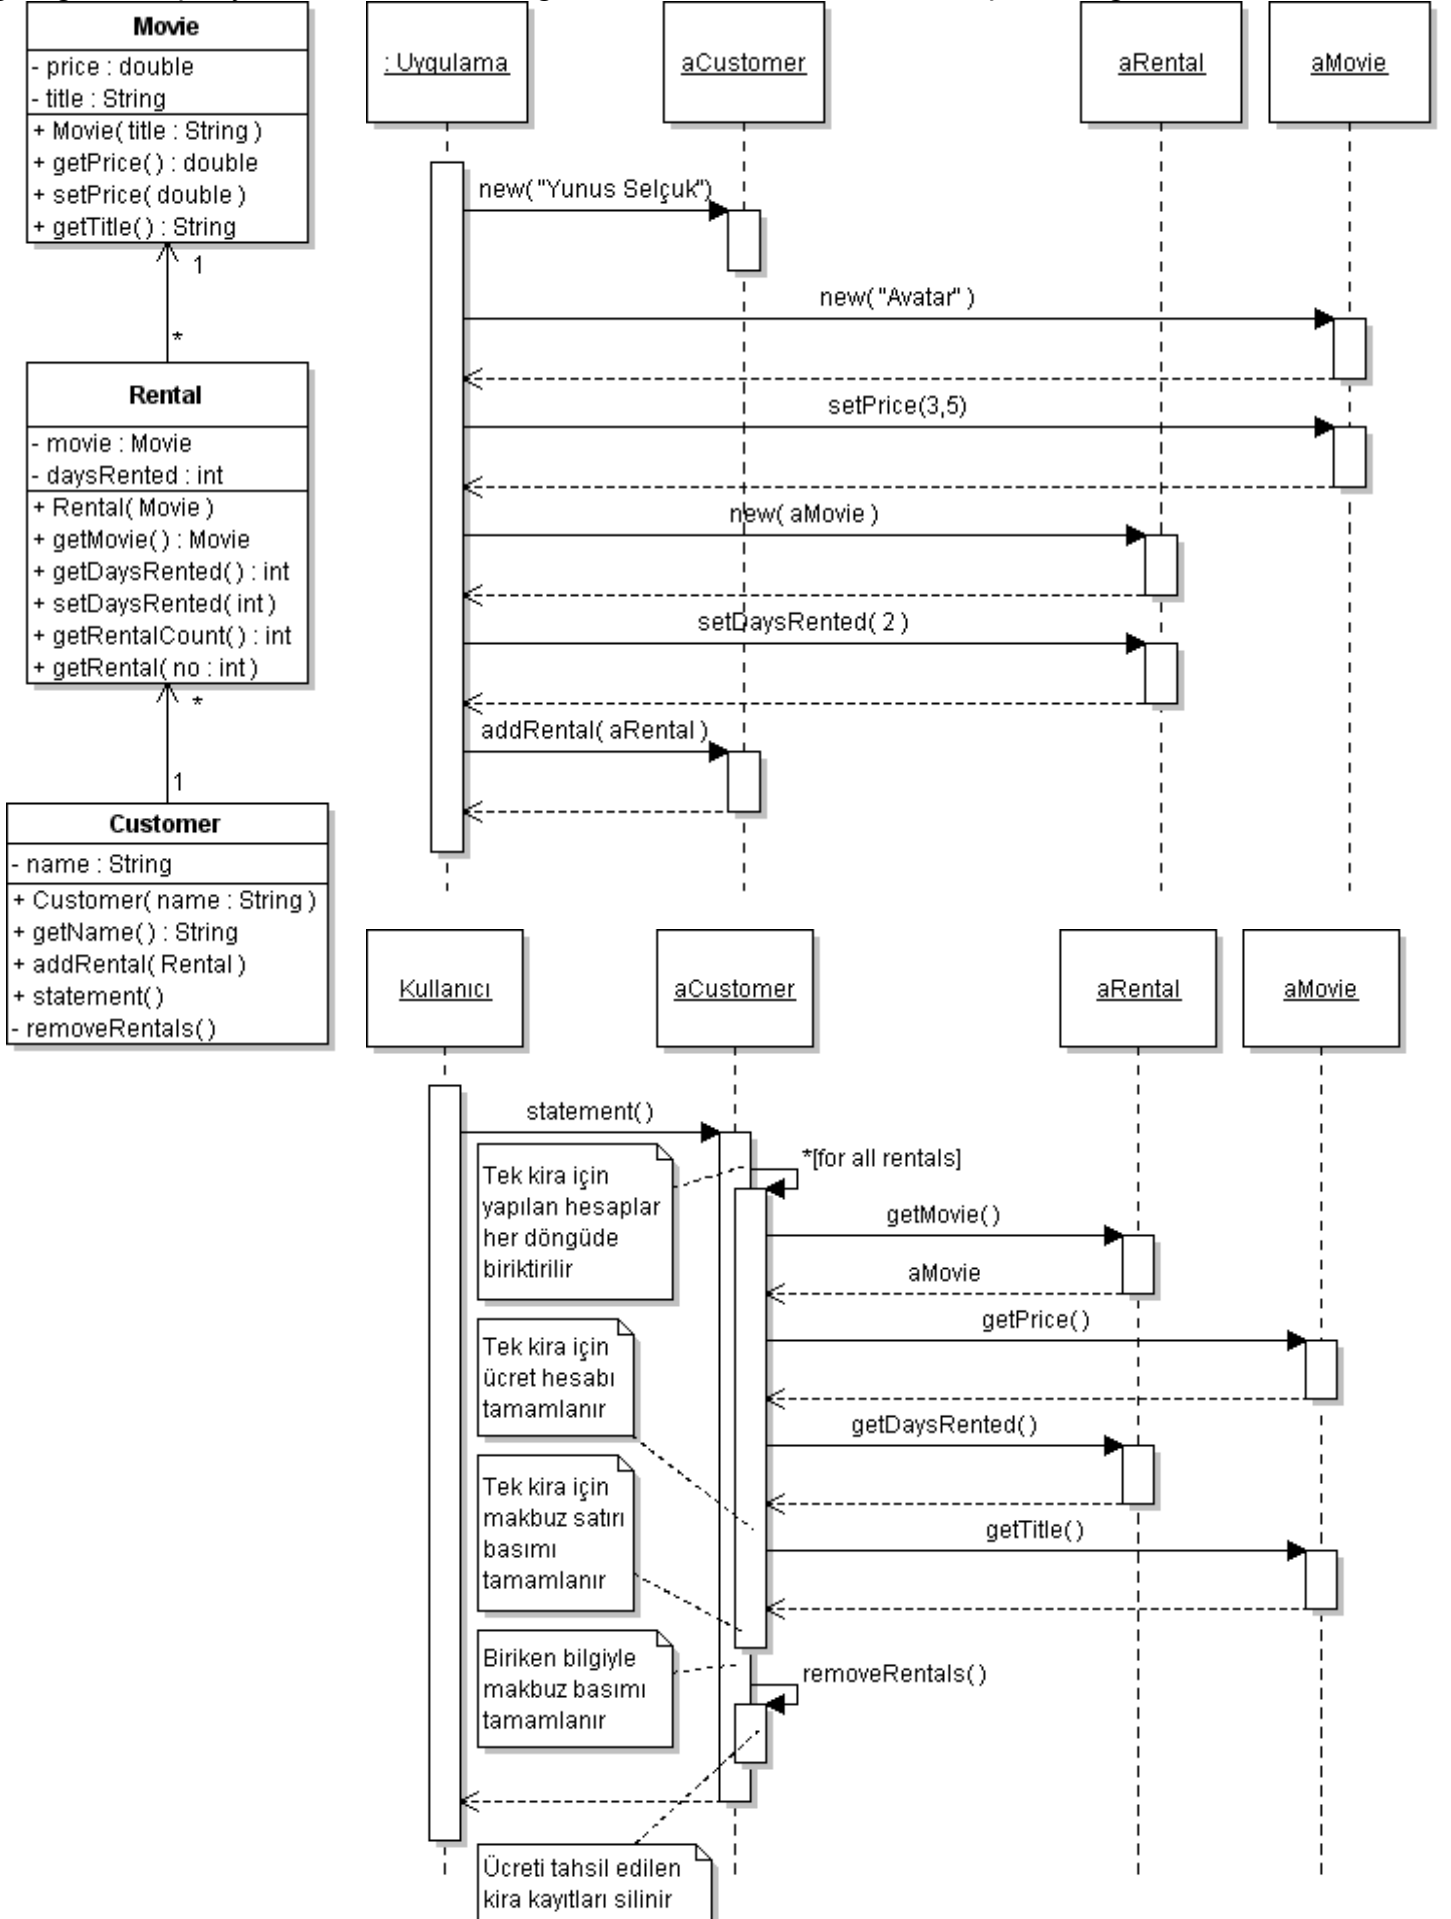 Movie
- price : double
- title : String
+ Movie( title : String )
+ getPrice() : double
+ setPrice( double )
+ getTitle() : String
1
*
Rental
- movie : Movie
- daysRented : int
+ Rental( Movie )
+ getMovie() : Movie
+ getDaysRented() : int
+ setDaysRented( int )
+ getRentalCount() : int
+ getRental( no : int )
*
1
Customer
- name : String
+ Customer( name : String )
+ getName() : String
+ addRental( Rental )
+ statement()
- removeRentals()
: Uygulama
aCustomer
aRental
aMovie
new( "Yunus Selçuk")
new( "Avatar" )
setPrice(3,5)
new( aMovie )
setDaysRented( 2 )
addRental( aRental )
Kullanıcı
aCustomer
aRental
aMovie
statement()
*[for all rentals]
Tek kira için
yapılan hesaplar
her döngüde
biriktirilir
getMovie()
aMovie
getPrice()
Tek kira için
ücret hesabı
tamamlanır
getDaysRented()
Tek kira için
makbuz satırı
basımı
tamamlanır
getTitle()
Biriken bilgiyle
makbuz basımı
tamamlanır
removeRentals()
Ücreti tahsil edilen
kira kayıtları silinir